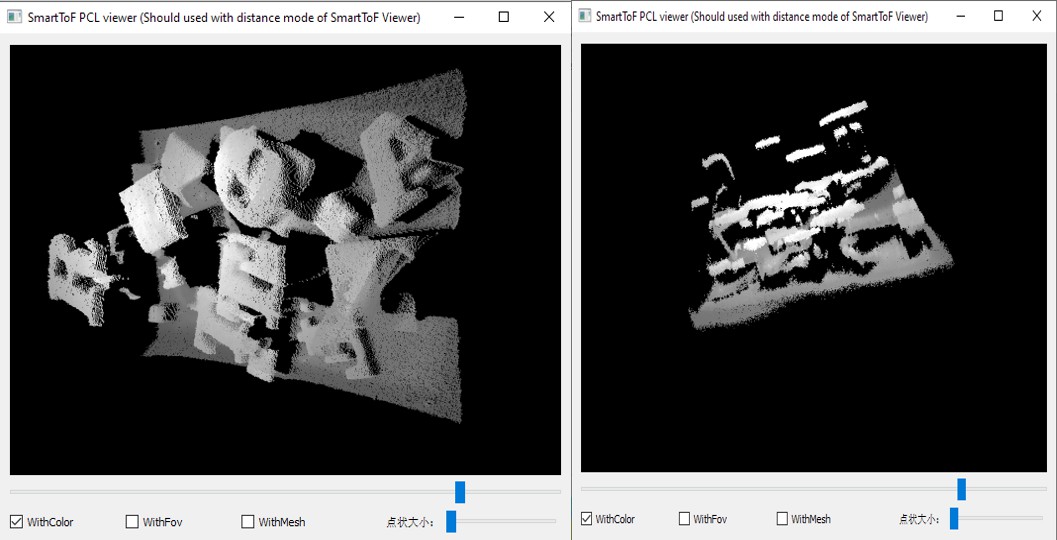 SmartToF PCL viewer (Should used with distance mode of SmartToF Viewer)
WithColor WithFov WithMesh 点状大小:
SmartToF PCL viewer (Should used with distance mode of SmartToF Viewer)
WithColor WithFov WithMesh 点状大小: